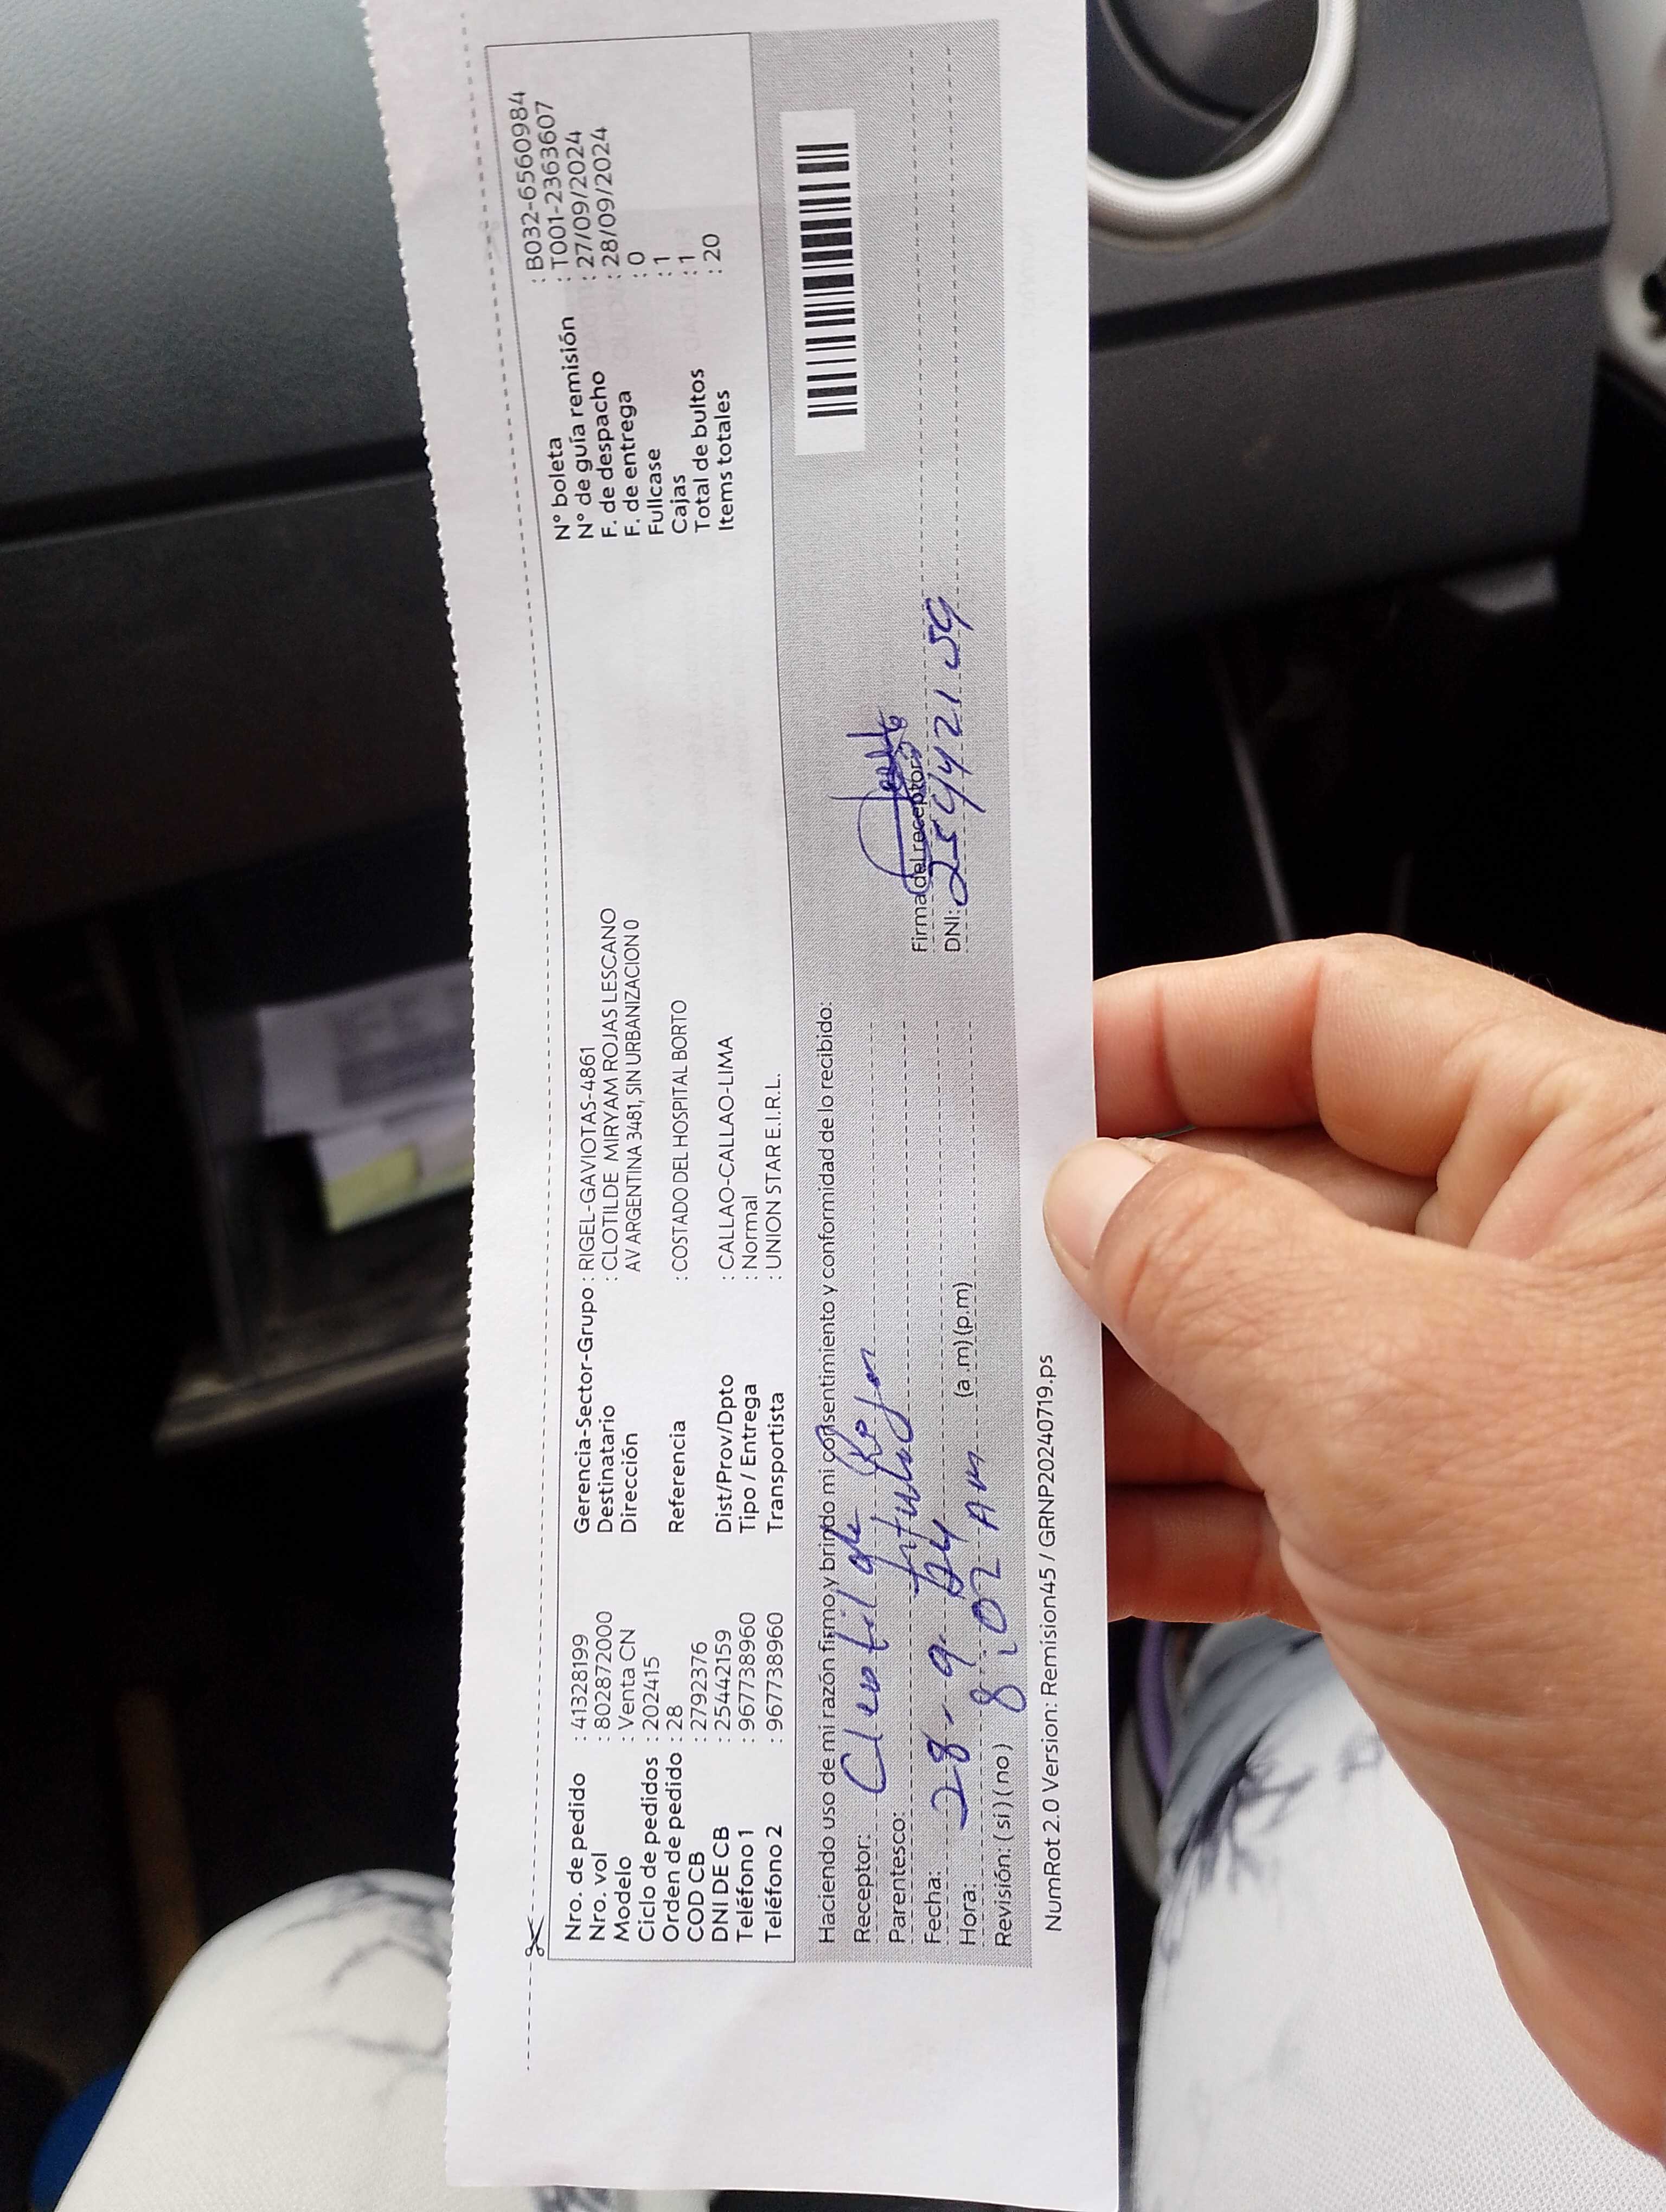 Nro. de pedido : 41328199
Nro. vol : 802872000
Modelo : Venta CN
Ciclo de pedidos : 202415
Orden de pedido : 28
COD CB : 2792376
DNI DE CB : 25442159
Teléfono 1 : 967738960
Teléfono 2 : 967738960
Gerencia-Sector-Grupo : RIGEL-GAVIOTAS-4861
Destinatario : CLOTILDE MIRYAM ROJAS LESCANO
Dirección AV ARGENTINA 3481, SIN URBANIZACION 0
Referencia : COSTADO DEL HOSPITAL BORTO
Dist/Prov/Dpto : CALLAO-CALLAO-LIMA
Tipo / Entrega : Normal
Transportista : UNION STAR E.I.R.L.
N° boleta : B032-6560984
N° de guía remisión : T001-2363607
F. de despacho : 27/09/2024
F. de entrega : 28/09/2024
Fullcase : 0
Cajas : 1
Total de bultos : 1
Items totales : 20
Haciendo uso de mi razón firmo y brindo mi consentimiento y conformidad de lo recibido:
Receptor: Clotilde
Parentesco: titular
Fecha: 28-9-24
Hora: 8:02 AM (a .m) (p.m)
Revisión: ( si ) ( no )
Firma del receptor:
DNI: 25442159
NumRot 2.0 Version: Remision45 / GRNP20240719.ps